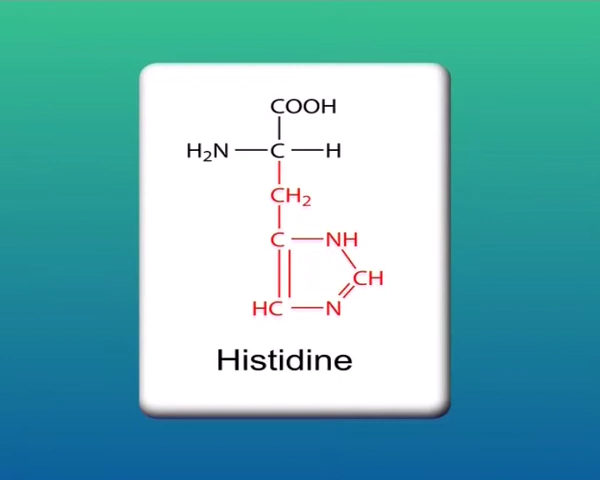 COOH
H₂N C H
CH₂
C NH
CH
HC N
Histidine